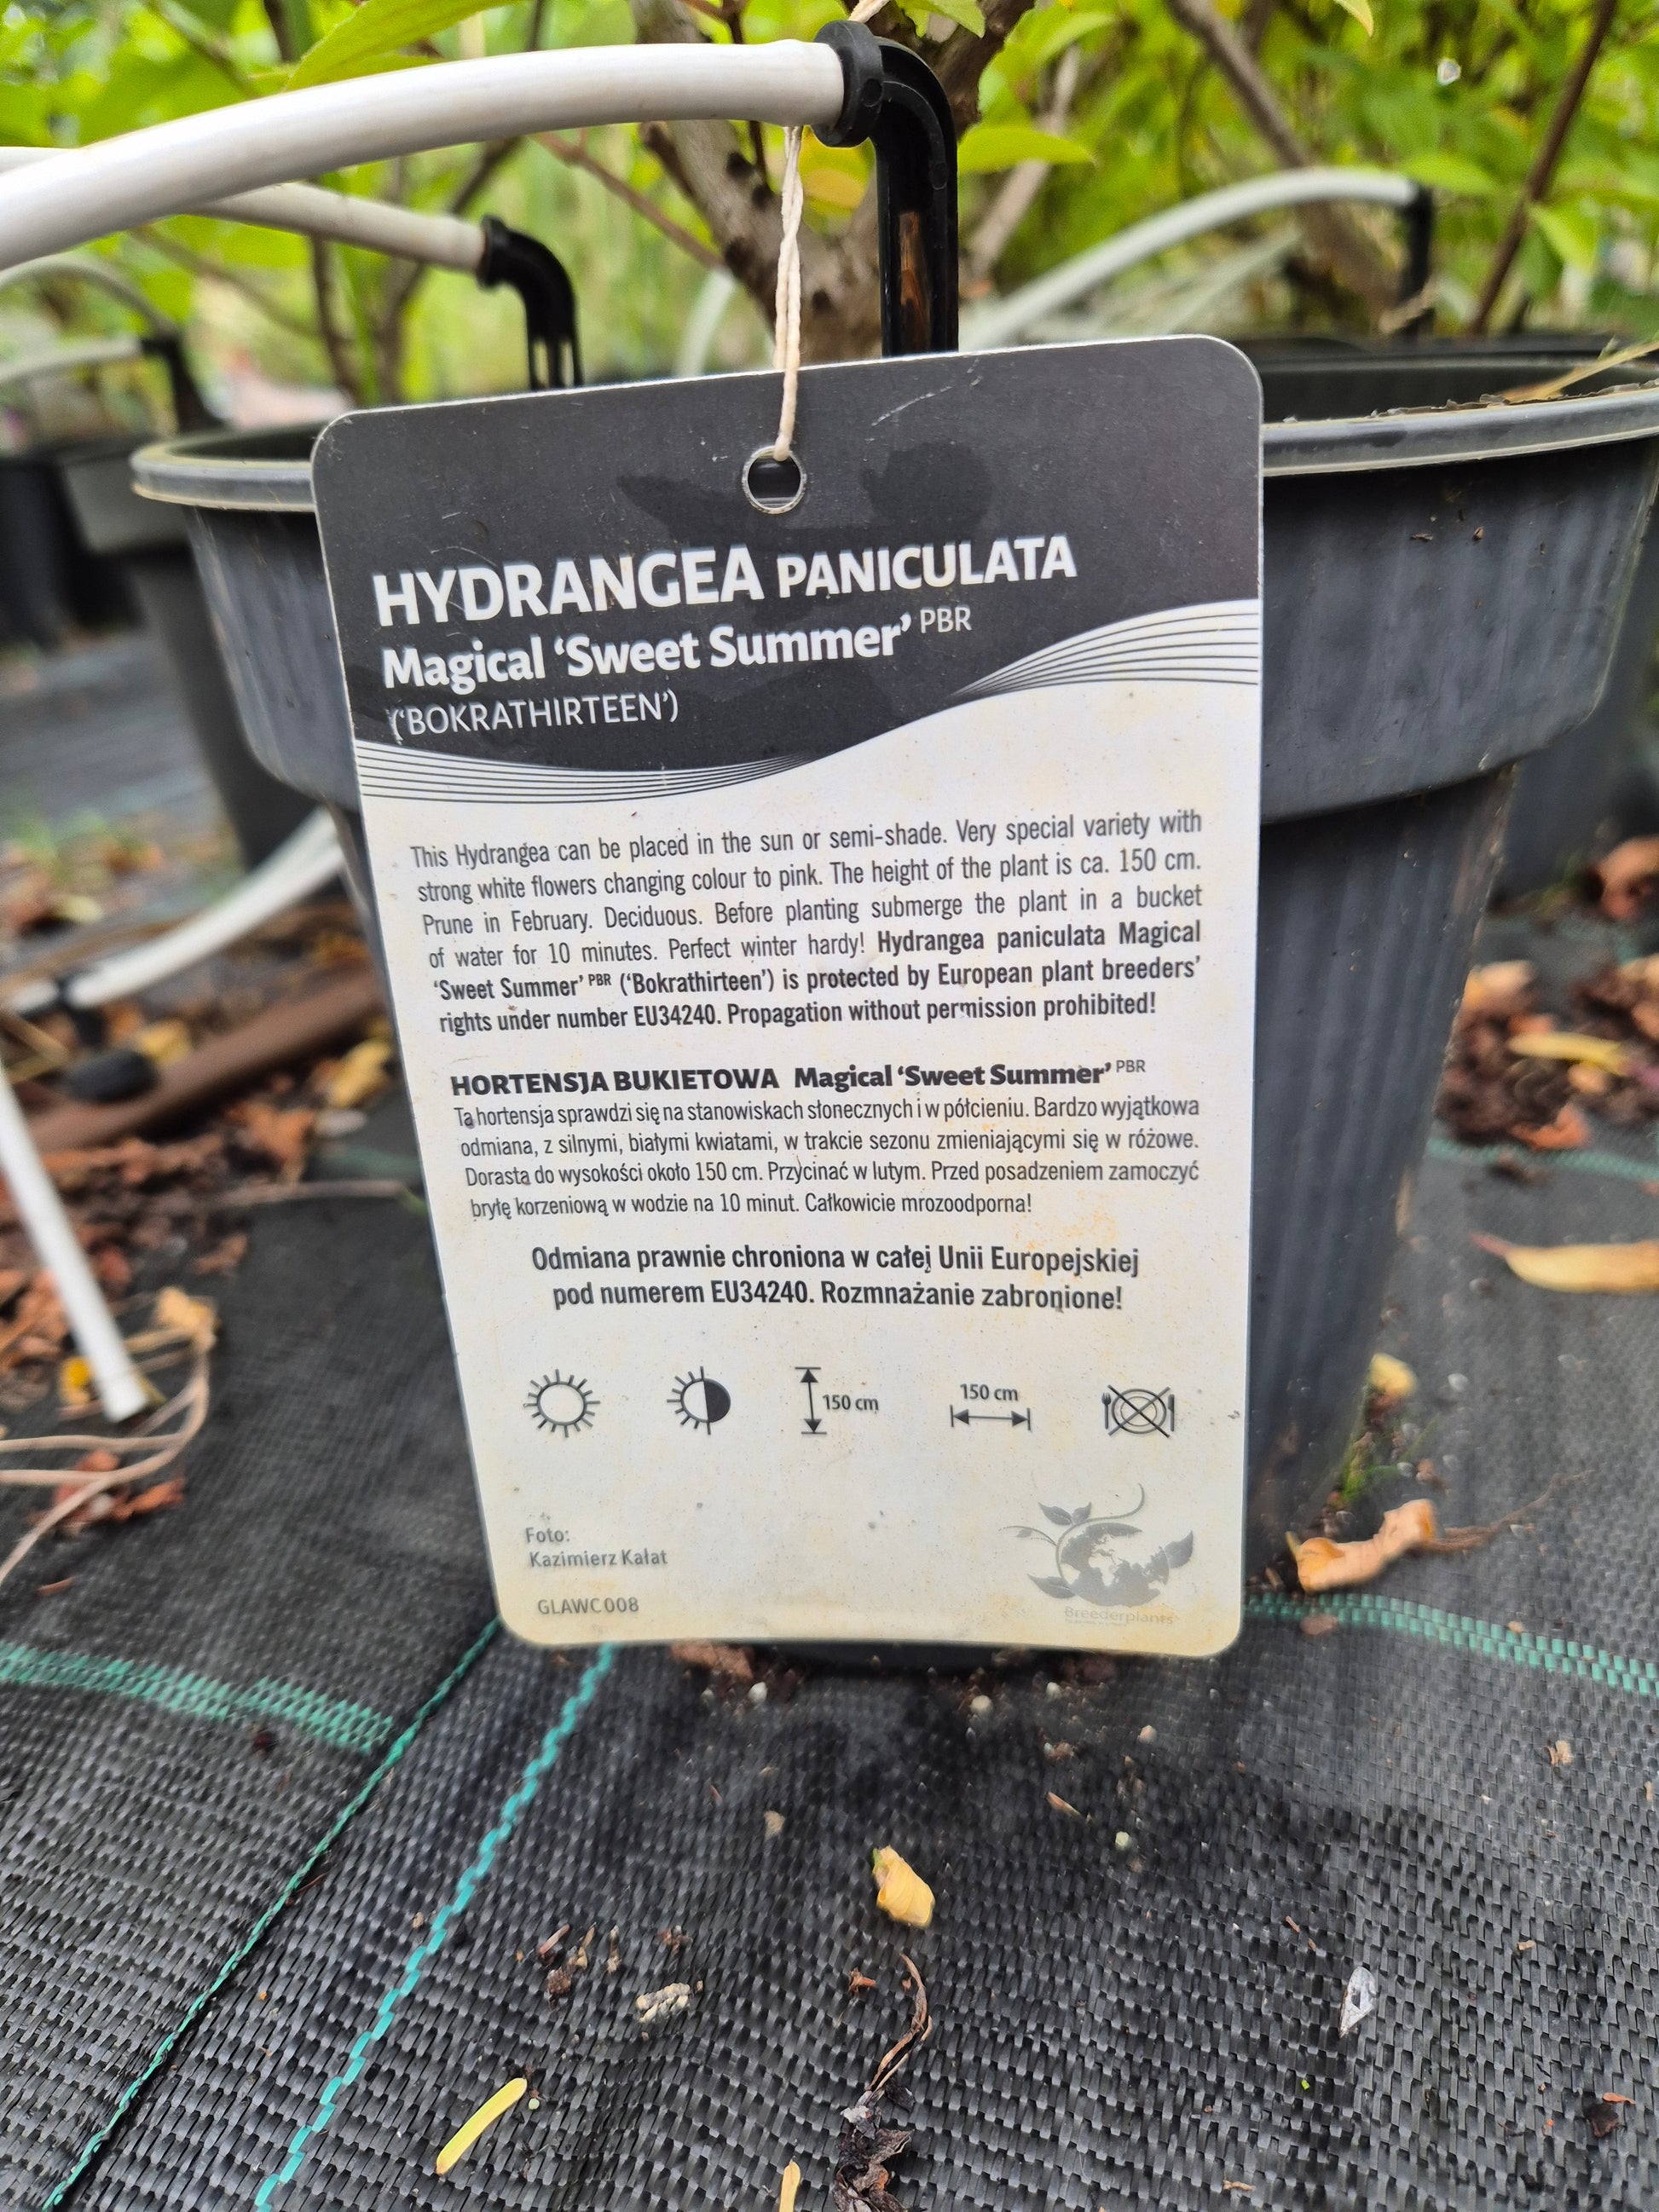 HYDRANGEA PANICULATA
Magical ‘Sweet Summer’ PBR
(‘BOKRATHIRTEEN’)
This Hydrangea can be placed in the sun or semi-shade. Very special variety with
strong white flowers changing colour to pink. The height of the plant is ca. 150 cm.
Prune in February. Deciduous. Before planting submerge the plant in a bucket
of water for 10 minutes. Perfect winter hardy! Hydrangea paniculata Magical
‘Sweet Summer’ PBR (‘Bokrathirteen’) is protected by European plant breeders’
rights under number EU34240. Propagation without permission prohibited!
HORTENSJA BUKIETOWA Magical ‘Sweet Summer’ PBR
Ta hortensja sprawdzi się na stanowiskach słonecznych i w półcieniu. Bardzo wyjątkowa
odmiana, z silnymi, białymi kwiatami, w trakcie sezonu zmieniającymi się w różowe.
Dorasta do wysokości około 150 cm. Przycinać w lutym. Przed posadzeniem zamoczyć
bryłę korzeniową w wodzie na 10 minut. Całkowicie mrozoodporna!
Odmiana prawnie chroniona w całej Unii Europejskiej
pod numerem EU34240. Rozmnażanie zabronione!
150 cm
150 cm
Foto:
Kazimierz Kałat
GLAWC008
Breederplants